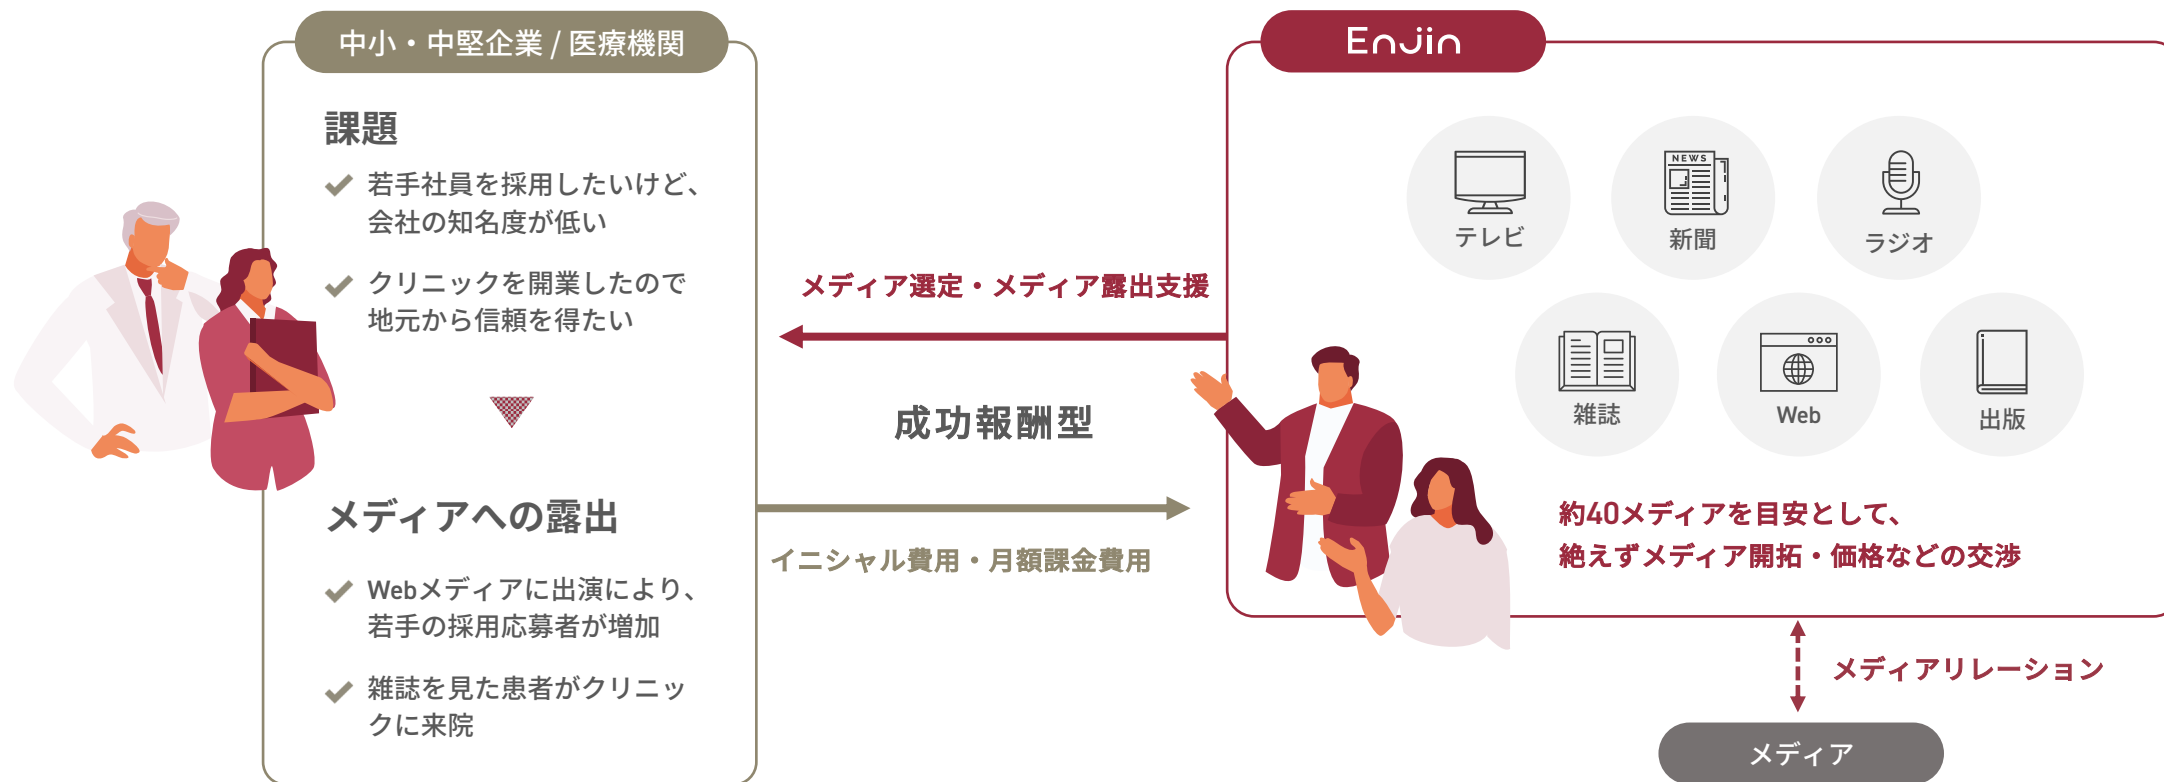 中小・中堅企業 / 医療機関
課題
若手社員を採用したいけど、
会社の知名度が低い
クリニックを開業したので
地元から信頼を得たい
メディアへの露出
Webメディアに出演により、
若手の採用応募者が増加
雑誌を見た患者がクリニッ
クに来院
メディア選定・メディア露出支援
成功報酬型
イニシャル費用・月額課金費用
Enjin
テレビ
NEWS
新聞
ラジオ
雑誌
Web
出版
約40メディアを目安として、
絶えずメディア開拓・価格などの交渉
メディアリレーション
メディア